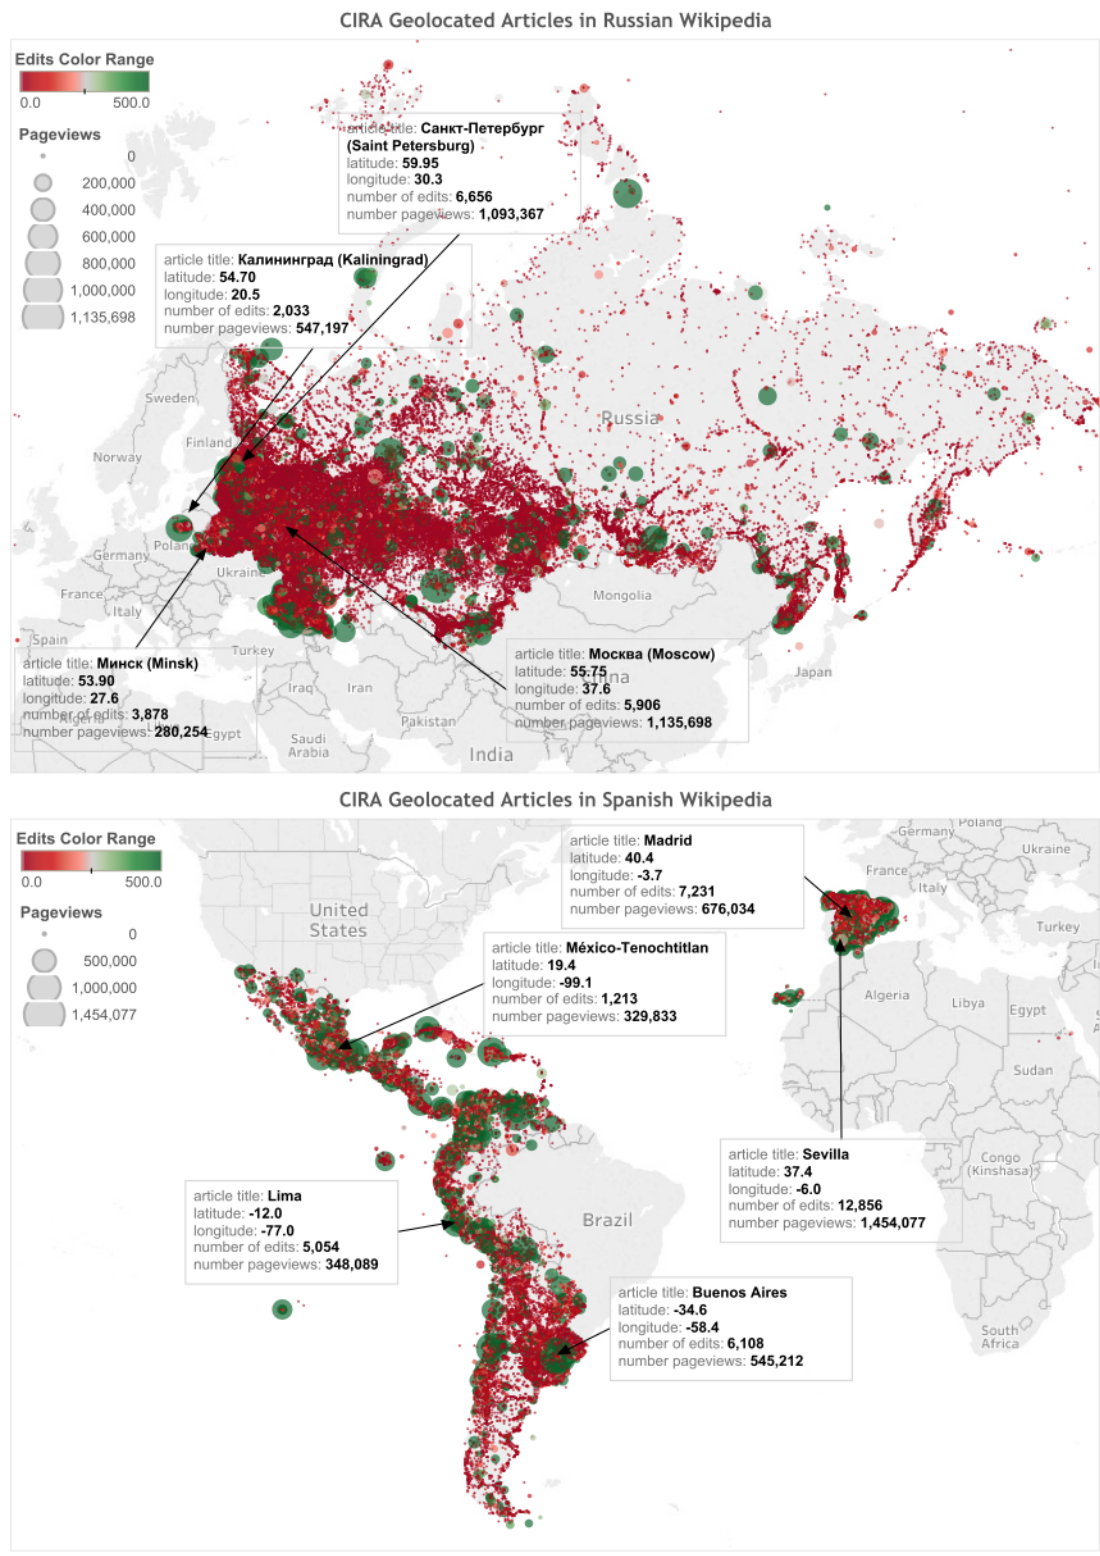 CIRA Geolocated Articles in Russian Wikipedia
Edits Color Range
0.0 500.0
Pageviews
0
200,000
400,000
600,000
800,000
1,000,000
1,135,698
article title: Санкт-Петербург
(Saint Petersburg)
latitude: 59.95
longitude: 30.3
number of edits: 6,656
number pageviews: 1,093,367
article title: Калининград (Kaliningrad)
latitude: 54.70
longitude: 20.5
number of edits: 2,033
number pageviews: 547,197
Sweden
Finland
Norway
Russia
Germany
Poland
Ukraine
France
Italy
Mongolia
Spain
Turkey
Japan
article title: Минск (Minsk)
latitude: 53.90
longitude: 27.6
number of edits: 3,878
number pageviews: 280,254
Algeria
Libya
Egypt
article title: Москва (Moscow)
latitude: 55.75
longitude: 37.6
number of edits: 5,906
number pageviews: 1,135,698
China
Iraq
Iran
Pakistan
Saudi
Arabia
India
CIRA Geolocated Articles in Spanish Wikipedia
Edits Color Range
0.0 500.0
Pageviews
0
500,000
1,000,000
1,454,077
article title: Madrid
latitude: 40.4
longitude: -3.7
number of edits: 7,231
number pageviews: 676,034
Poland
Germany
Ukraine
France
Italy
Turkey
United
States
article title: México-Tenochtitlan
latitude: 19.4
longitude: -99.1
number of edits: 1,213
number pageviews: 329,833
Algeria
Libya
Egypt
Sudan
article title: Sevilla
latitude: 37.4
longitude: -6.0
number of edits: 12,856
number pageviews: 1,454,077
Congo
(Kinshasa)
article title: Lima
latitude: -12.0
longitude: -77.0
number of edits: 5,054
number pageviews: 348,089
Brazil
article title: Buenos Aires
latitude: -34.6
longitude: -58.4
number of edits: 6,108
number pageviews: 545,212
South
Africa